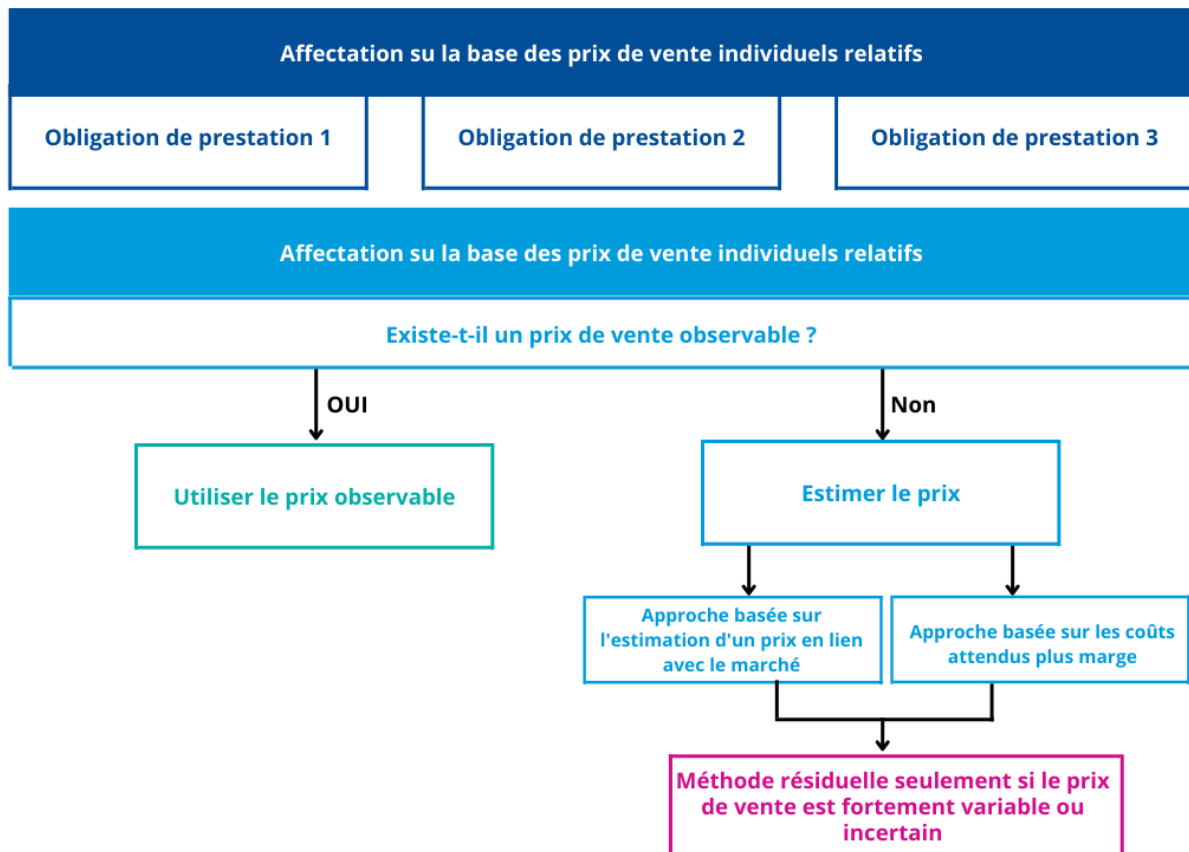 Affectation su la base des prix de vente individuels relatifs
Obligation de prestation 1
Obligation de prestation 2
Obligation de prestation 3
Affectation su la base des prix de vente individuels relatifs
Existe-t-il un prix de vente observable ?
OUI
Non
Utiliser le prix observable
Estimer le prix
Approche basée sur
l'estimation d'un prix en lien
avec le marché
Approche basée sur les coûts
attendus plus marge
Méthode résiduelle seulement si le prix
de vente est fortement variable ou
incertain